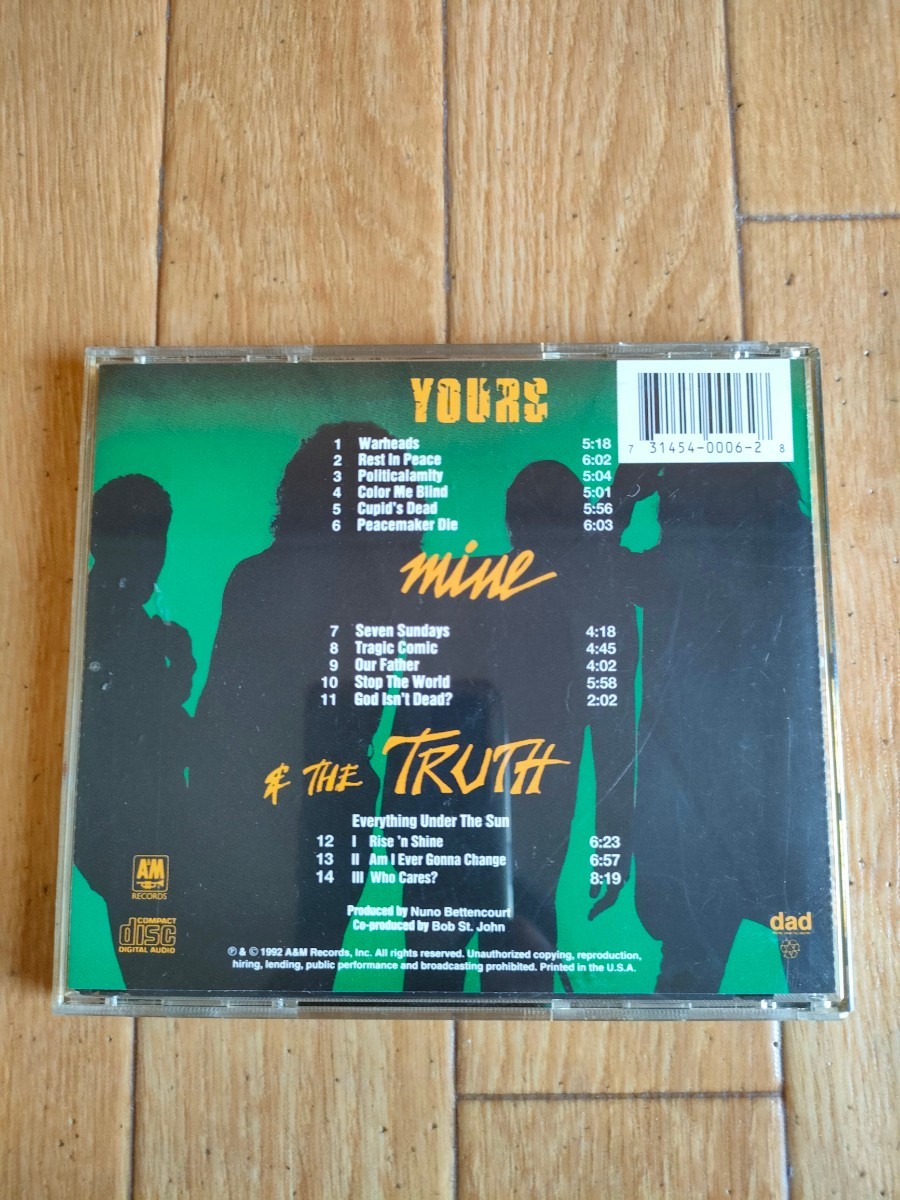 YOURS
1 Warheads 5:18
2 Rest In Peace 6:02
3 Politicalamity 5:04
4 Color Me Blind 5:01
5 Cupid's Dead 5:56
6 Peacemaker Die 6:03
7 31454-0006-2 8
mine
7 Seven Sundays 4:18
8 Tragic Comic 4:45
9 Our Father 4:02
10 Stop The World 5:58
11 God Isn't Dead? 2:02
& THE TRUTH
Everything Under The Sun
12 I Rise 'n Shine 6:23
13 II Am I Ever Gonna Change 6:57
14 III Who Cares? 8:19
A&M
RECORDS
Produced by Nuno Bettencourt
Co-produced by Bob St. John
COMPACT
disc
DIGITAL AUDIO
dad
℗ & © 1992 A&M Records, Inc. All rights reserved. Unauthorized copying, reproduction,
hiring, lending, public performance and broadcasting prohibited. Printed in the U.S.A.